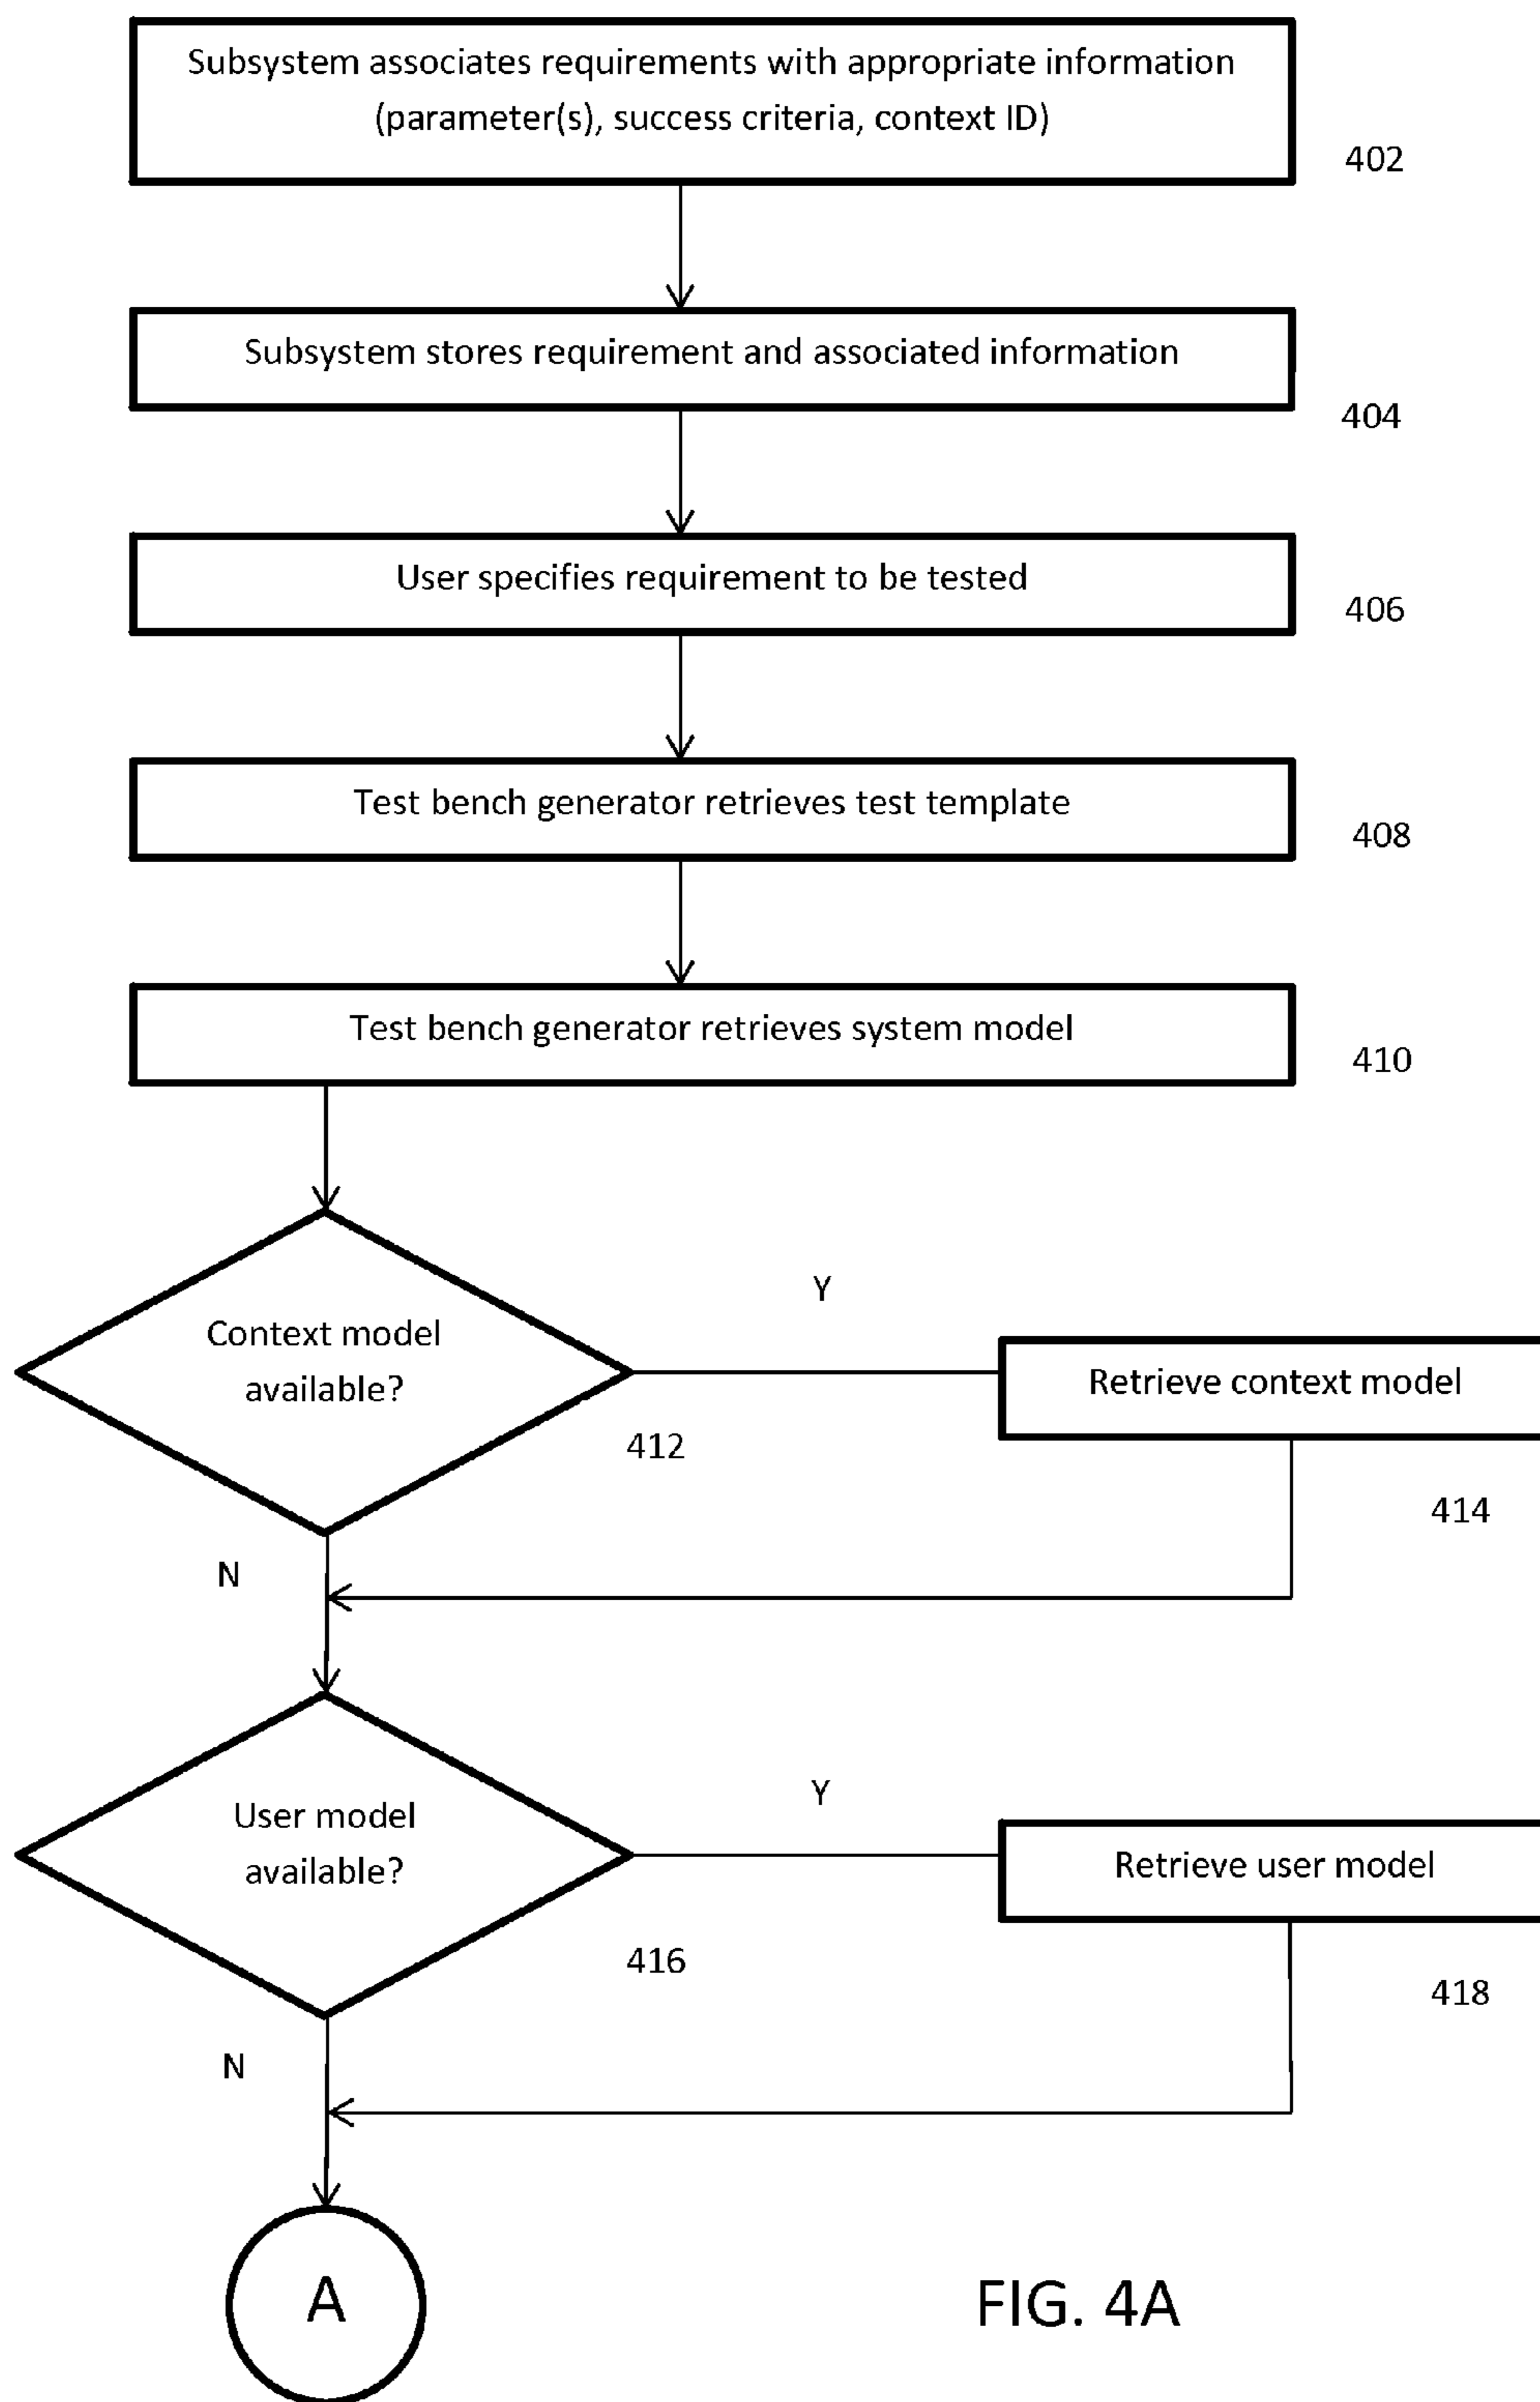 Subsystem associates requirements with appropriate information
(parameter(s), success criteria, context ID)
402
Subsystem stores requirement and associated information
404
User specifies requirement to be tested
406
Test bench generator retrieves test template
408
Test bench generator retrieves system model
410
Context model
available?
412
Y
Retrieve context model
414
N
User model
available?
416
Y
Retrieve user model
418
N
A
FIG. 4A